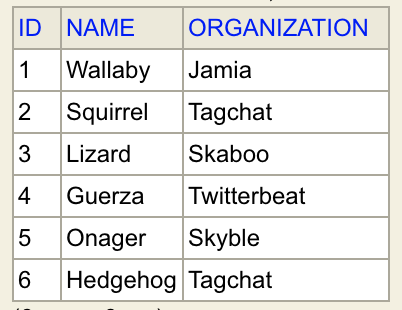 ID NAME ORGANIZATION
1 Wallaby Jamia
2 Squirrel Tagchat
3 Lizard Skaboo
4 Guerza Twitterbeat
5 Onager Skyble
6 Hedgehog Tagchat